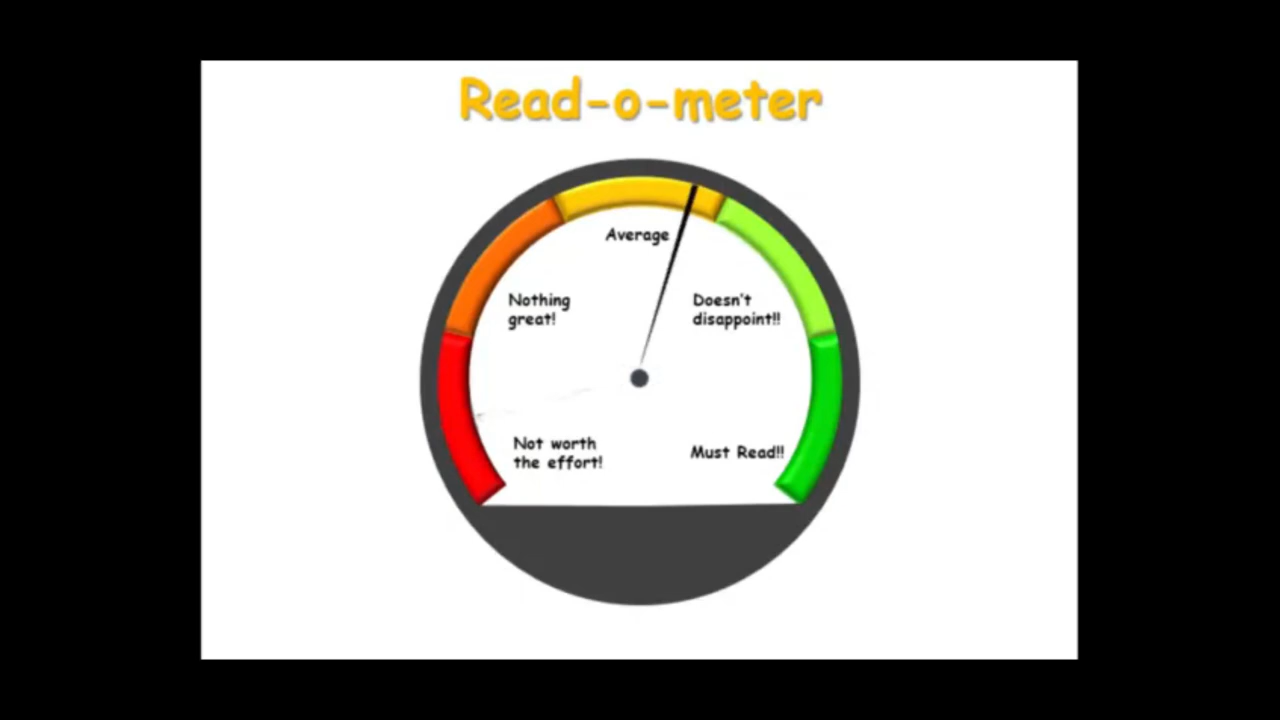 Read-o-meter
Average
Nothing
great!
Doesn't
disappoint!!
Not worth
the effort!
Must Read!!